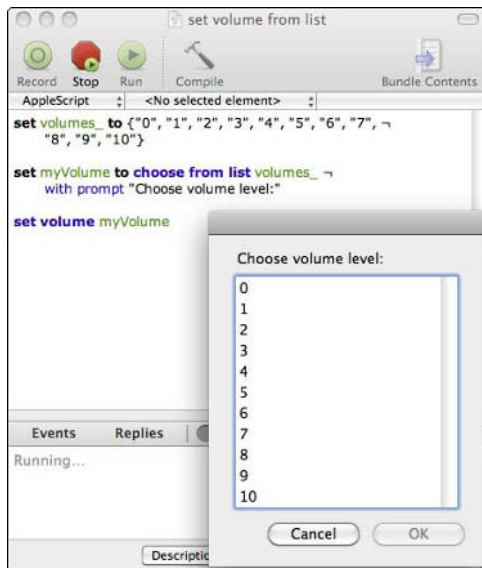 set volume from list
Record Stop Run Compile Bundle Contents
AppleScript <No selected element>
set volumes_ to {"0", "1", "2", "3", "4", "5", "6", "7", ¬
"8", "9", "10"}
set myVolume to choose from list volumes_ ¬
with prompt "Choose volume level:"
set volume myVolume
Choose volume level:
0
1
2
3
4
5
6
7
8
9
10
Cancel OK
Events Replies
Running...